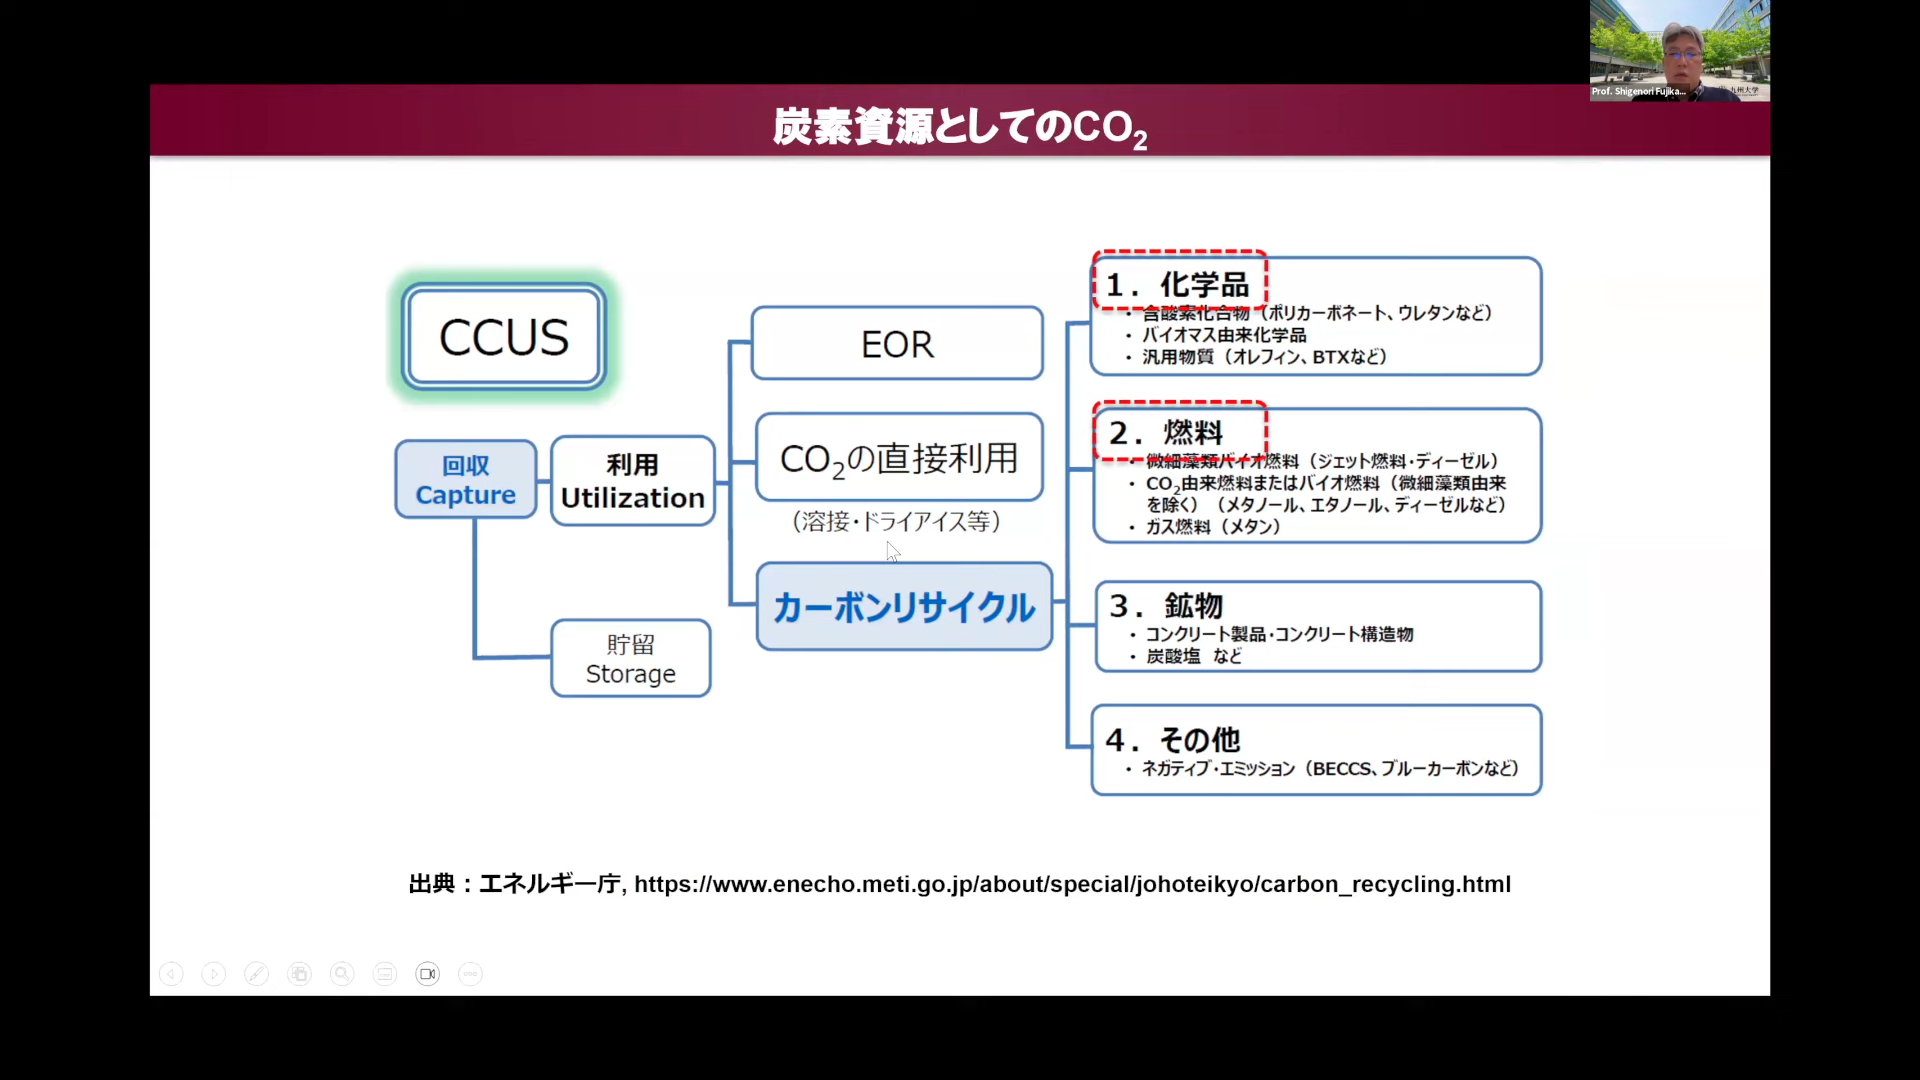 Prof. Shigenori Fujika...
九州大学
炭素資源としてのCO₂
CCUS
回収
Capture
利用
Utilization
貯留
Storage
EOR
CO₂の直接利用
（溶接・ドライアイス等）
カーボンリサイクル
１．化学品
・ 含酸素化合物（ポリカーボネート、ウレタンなど）
・ バイオマス由来化学品
・ 汎用物質（オレフィン、BTXなど）
２．燃料
・ 微細藻類バイオ燃料（ジェット燃料・ディーゼル）
・ CO₂由来燃料またはバイオ燃料（微細藻類由来
を除く）（メタノール、エタノール、ディーゼルなど）
・ ガス燃料（メタン）
３．鉱物
・ コンクリート製品・コンクリート構造物
・ 炭酸塩 など
４．その他
・ ネガティブ・エミッション（BECCS、ブルーカーボンなど）
出典：エネルギー庁, https://www.enecho.meti.go.jp/about/special/johoteikyo/carbon_recycling.html